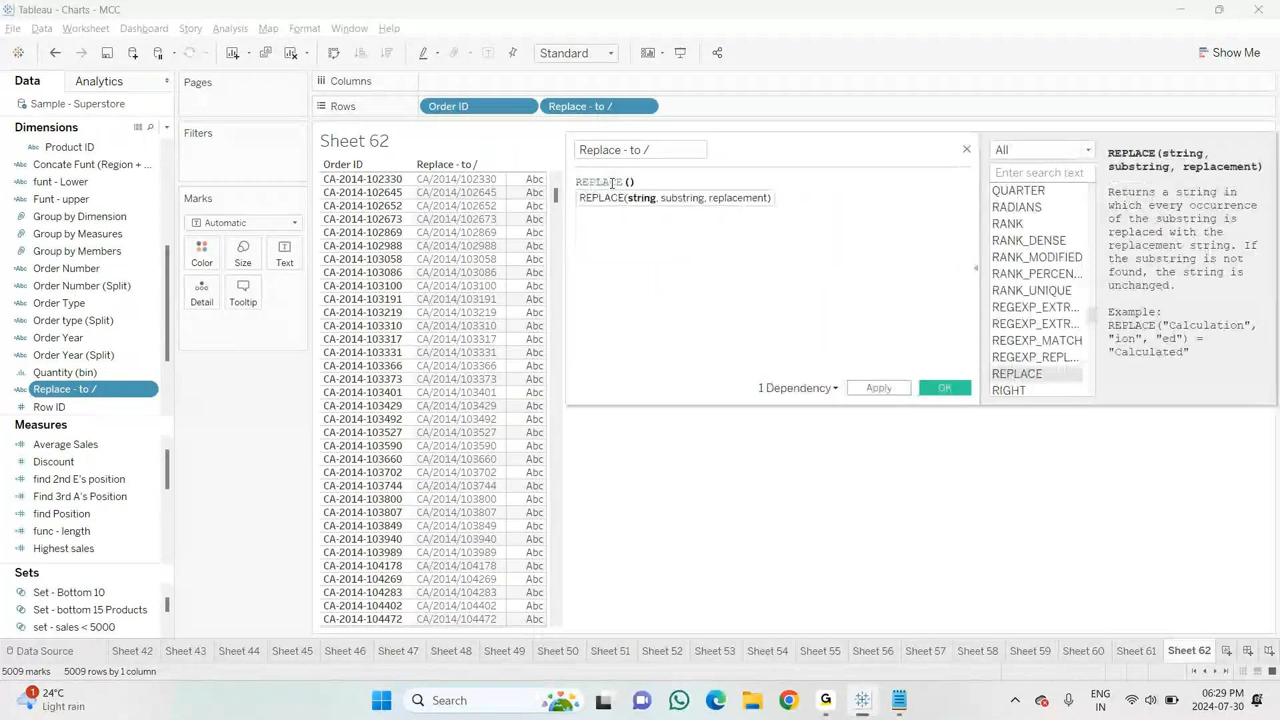 Tableau - Charts - MCC
File Data Worksheet Dashboard Story Analysis Map Format Window Help
Standard
Show Me
Data Analytics
Sample - Superstore
Dimensions
Product ID
Concate Funt (Region + ...
funt - Lower
Funt - upper
Group by Dimension
Group by Measures
Group by Members
Order Number
Order Number (Split)
Order Type
Order type (Split)
Order Year
Order Year (Split)
Quantity (bin)
Replace - to /
Row ID
Measures
Average Sales
Discount
find 2nd E's position
Find 3rd A's Position
find Position
func - length
Highest sales
Sets
Set - Bottom 10
Set - bottom 15 Products
set - sales < 5000
Pages
Filters
Marks
Automatic
Color Size Text
Detail Tooltip
Columns
Rows Order ID Replace - to /
Sheet 62
Order ID Replace - to /
CA-2014-102330 CA/2014/102330 Abc
CA-2014-102645 CA/2014/102645 Abc
CA-2014-102652 CA/2014/102652 Abc
CA-2014-102673 CA/2014/102673 Abc
CA-2014-102869 CA/2014/102869 Abc
CA-2014-102988 CA/2014/102988 Abc
CA-2014-103058 CA/2014/103058 Abc
CA-2014-103086 CA/2014/103086 Abc
CA-2014-103100 CA/2014/103100 Abc
CA-2014-103191 CA/2014/103191 Abc
CA-2014-103219 CA/2014/103219 Abc
CA-2014-103310 CA/2014/103310 Abc
CA-2014-103317 CA/2014/103317 Abc
CA-2014-103331 CA/2014/103331 Abc
CA-2014-103366 CA/2014/103366 Abc
CA-2014-103373 CA/2014/103373 Abc
CA-2014-103401 CA/2014/103401 Abc
CA-2014-103429 CA/2014/103429 Abc
CA-2014-103492 CA/2014/103492 Abc
CA-2014-103527 CA/2014/103527 Abc
CA-2014-103590 CA/2014/103590 Abc
CA-2014-103660 CA/2014/103660 Abc
CA-2014-103702 CA/2014/103702 Abc
CA-2014-103744 CA/2014/103744 Abc
CA-2014-103800 CA/2014/103800 Abc
CA-2014-103807 CA/2014/103807 Abc
CA-2014-103849 CA/2014/103849 Abc
CA-2014-103940 CA/2014/103940 Abc
CA-2014-103989 CA/2014/103989 Abc
CA-2014-104178 CA/2014/104178 Abc
CA-2014-104269 CA/2014/104269 Abc
CA-2014-104283 CA/2014/104283 Abc
CA-2014-104402 CA/2014/104402 Abc
CA-2014-104472 CA/2014/104472 Abc
Replace - to /
REPLACE()
REPLACE(string, substring, replacement)
1 Dependency Apply OK
All
Enter search text
QUARTER
RADIANS
RANK
RANK_DENSE
RANK_MODIFIED
RANK_PERCEN...
RANK_UNIQUE
REGEXP_EXTR...
REGEXP_EXTR...
REGEXP_MATCH
REGEXP_REPL...
REPLACE
RIGHT
REPLACE(string,
substring, replacement)
Returns a string in
which every occurrence
of the substring is
replaced with the
replacement string. If
the substring is not
found, the string is
unchanged.
Example:
REPLACE("Calculation",
"ion", "ed") =
"Calculated"
Data Source Sheet 42 Sheet 43 Sheet 44 Sheet 45 Sheet 46 Sheet 47 Sheet 48 Sheet 49 Sheet 50 Sheet 51 Sheet 52 Sheet 53 Sheet 54 Sheet 55 Sheet 56 Sheet 57 Sheet 58 Sheet 59 Sheet 60 Sheet 61 Sheet 62
5009 marks 5009 rows by 1 column
1
24°C
Light rain
Search
ENG
IN
06:29 PM
2024-07-30